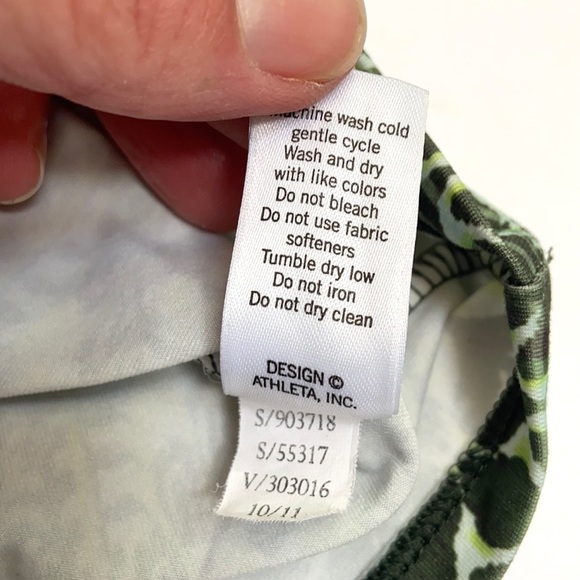 Machine wash cold
gentle cycle
Wash and dry
with like colors
Do not bleach
Do not use fabric
softeners
Tumble dry low
Do not iron
Do not dry clean
DESIGN ©
ATHLETA, INC.
S/903718
S/55317
V/303016
10/11